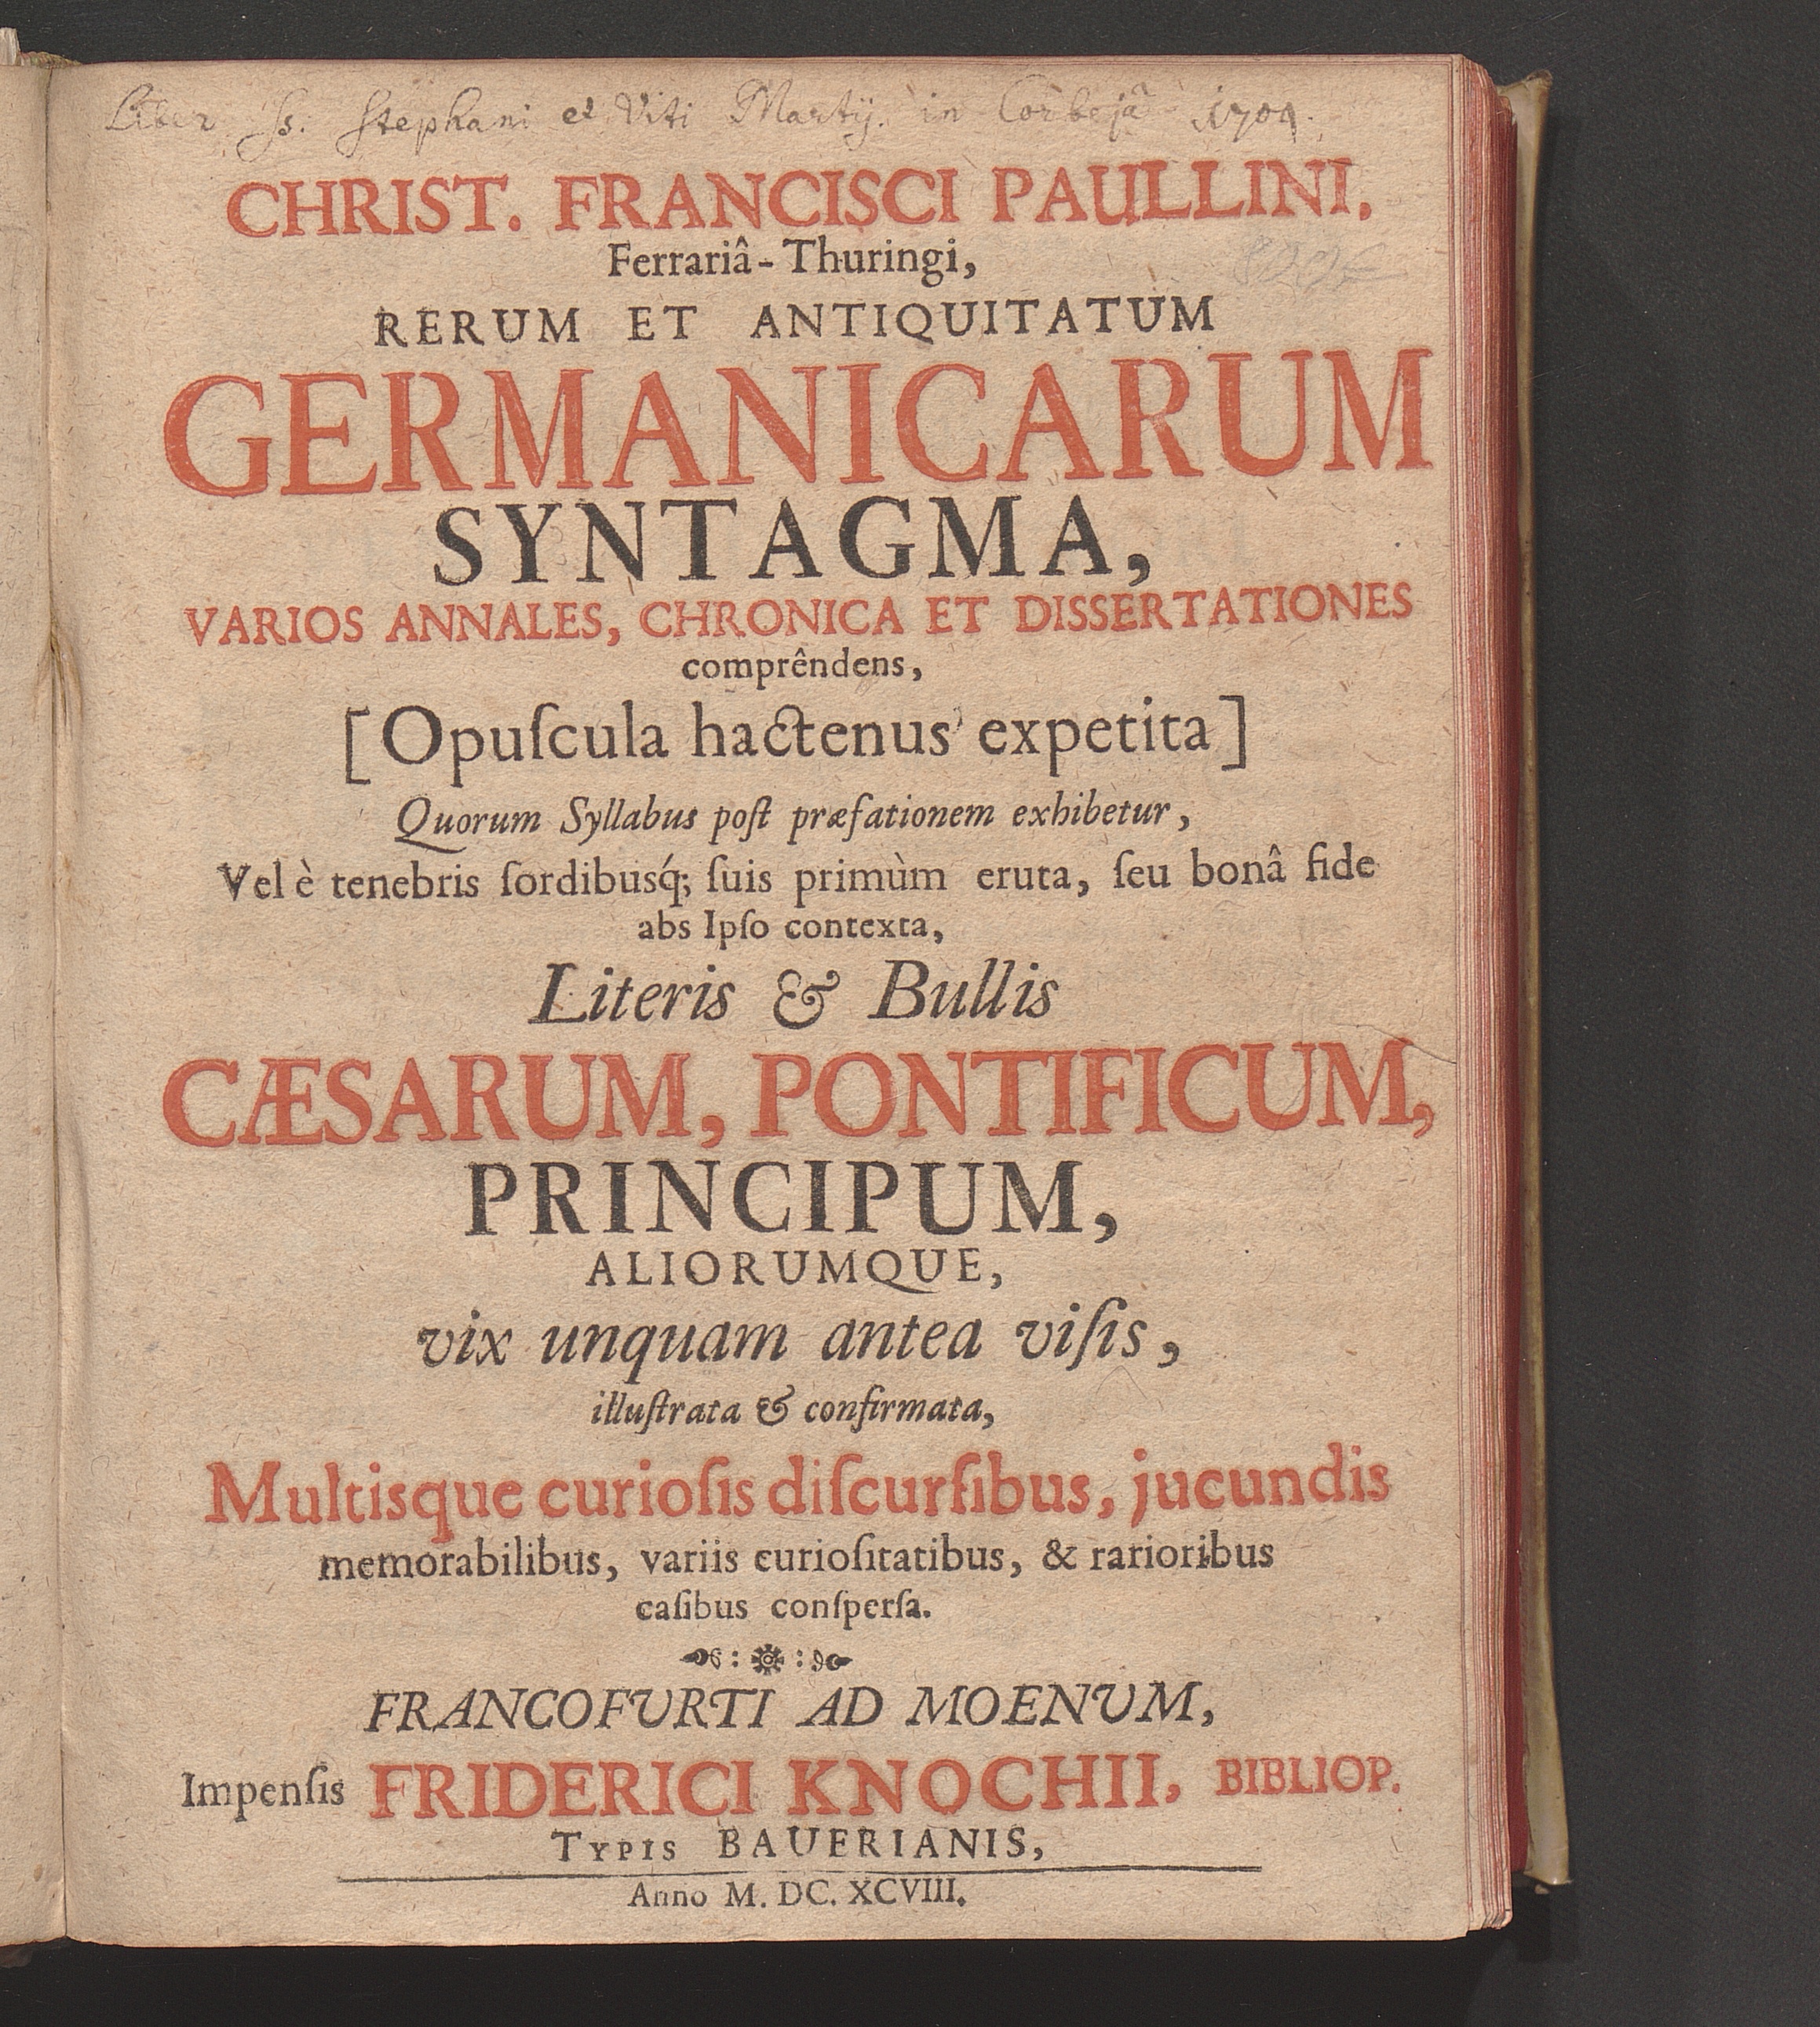 Liber Ss. Stephani et Viti Martÿ. in Corbejâ 1709.
CHRIST. FRANCISCI PAULLINI,
Ferrariâ-Thuringi,
RERUM ET ANTIQUITATUM
GERMANICARUM
SYNTAGMA,
VARIOS ANNALES, CHRONICA ET DISSERTATIONES
comprêndens,
[Opuſcula hactenus expetita]
Quorum Syllabus poſt præfationem exhibetur,
Vel è tenebris ſordibusq́; ſuis primùm eruta, ſeu bonâ fide
abs Ipſo contexta,
Literis & Bullis
CÆSARUM, PONTIFICUM,
PRINCIPUM,
ALIORUMQUE,
vix unquam antea viſis,
illuſtrata & confirmata,
Multisque curioſis diſcurſibus, jucundis
memorabilibus, variis curioſitatibus, & rarioribus
caſibus conſperſa.
FRANCOFURTI AD MOENUM,
Impenſis FRIDERICI KNOCHII, BIBLIOP.
TYPIS BAUERIANIS,
Anno M. DC. XCVIII.